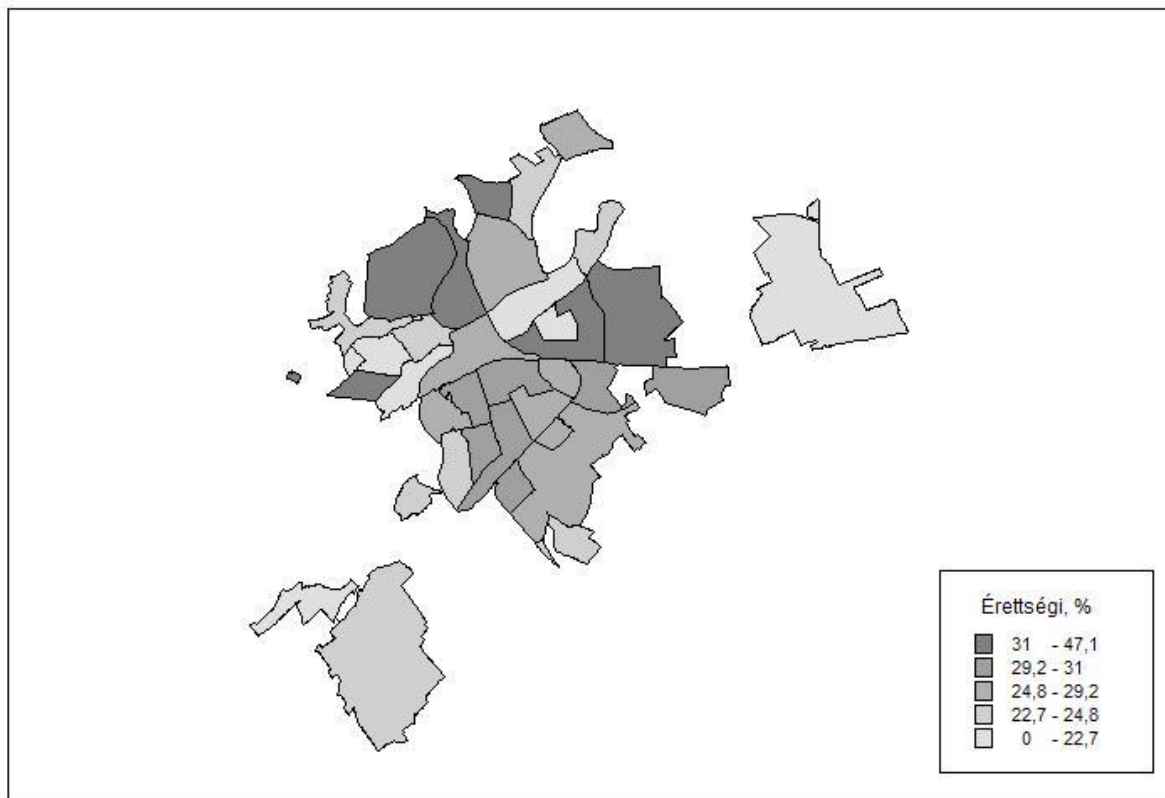 Érettségi, %
31 - 47,1
29,2 - 31
24,8 - 29,2
22,7 - 24,8
0 - 22,7